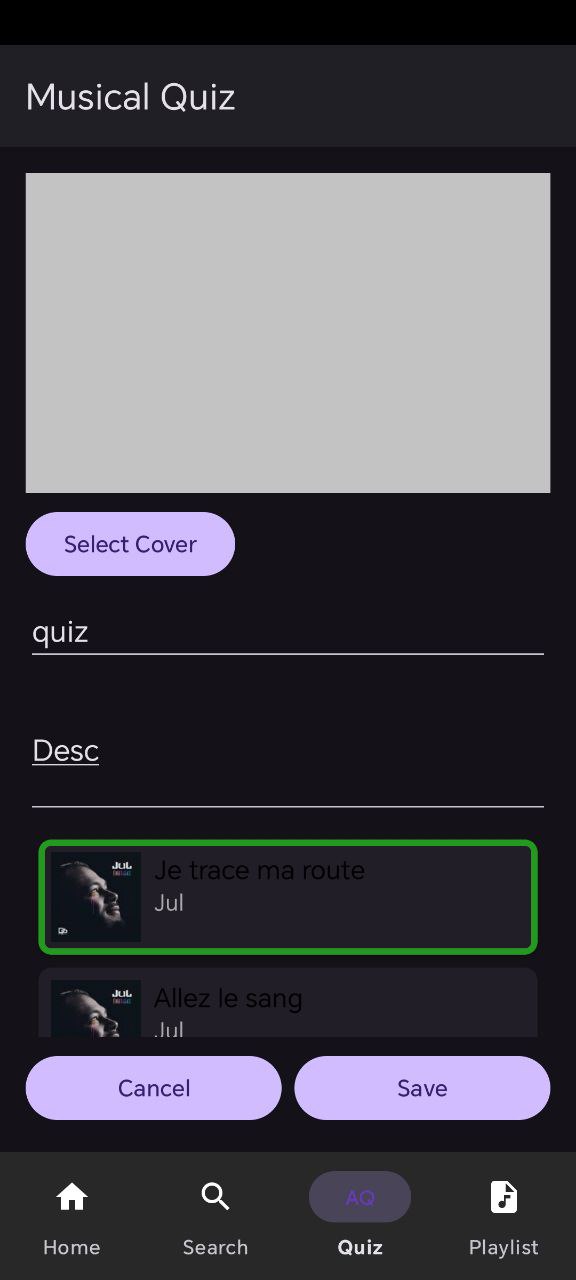 Musical Quiz
Select Cover
quiz
Desc
JUL
Je trace ma route
Jul
JUL
Allez le sang
Jul
Cancel
Save
AQ
Home
Search
Quiz
Playlist